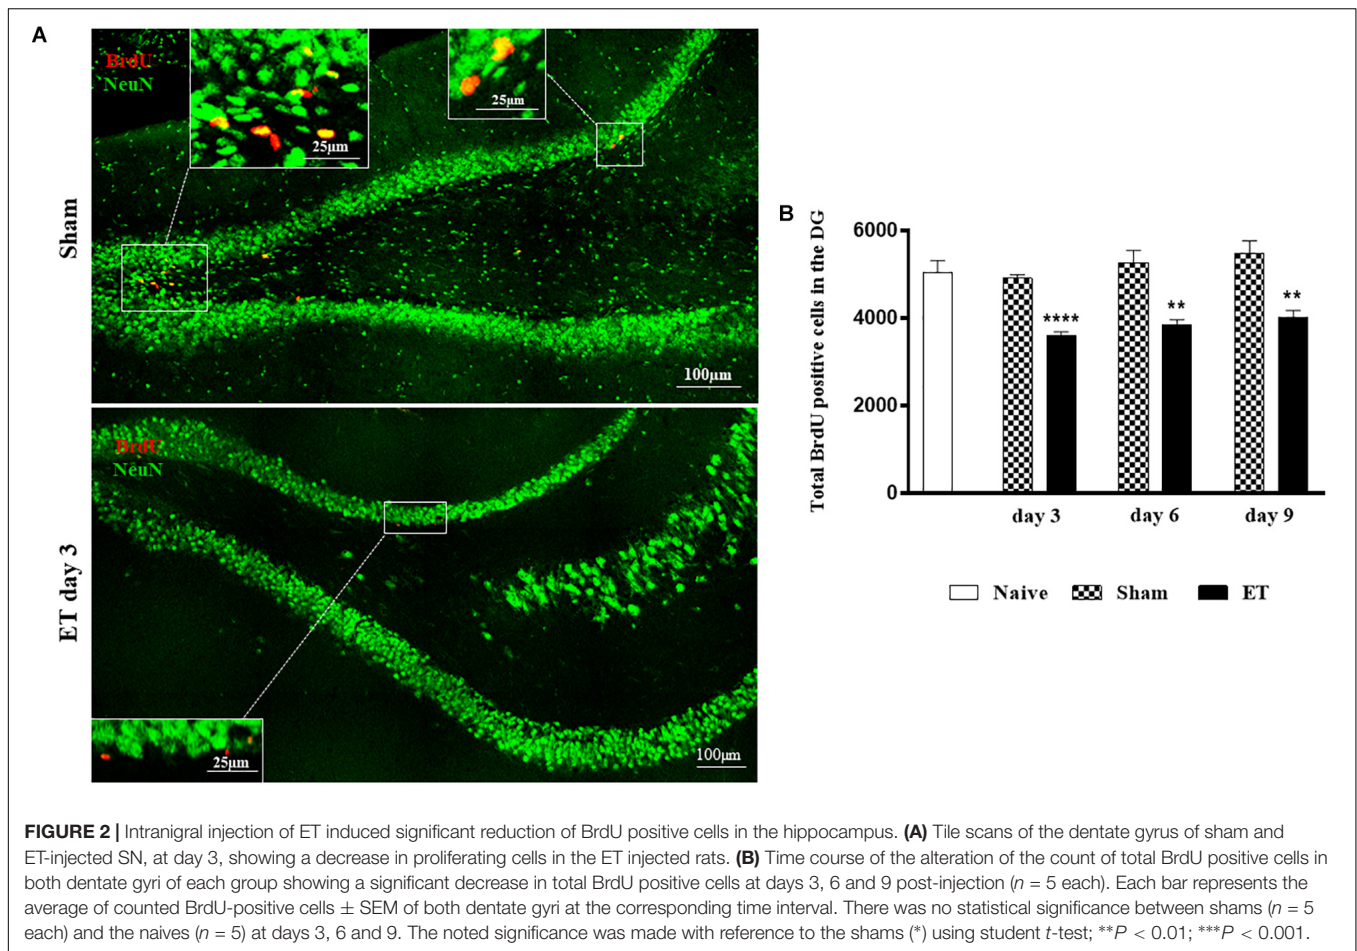 A
BrdU
NeuN
25µm
25µm
Sham
100µm
BrdU
NeuN
ET day 3
25µm
100µm
B
Total BrdU positive cells in the DG
6000
4000
2000
0
****
**
**
day 3 day 6 day 9
Naive Sham ET
FIGURE 2 | Intranigral injection of ET induced significant reduction of BrdU positive cells in the hippocampus. (A) Tile scans of the dentate gyrus of sham and
ET-injected SN, at day 3, showing a decrease in proliferating cells in the ET injected rats. (B) Time course of the alteration of the count of total BrdU positive cells in
both dentate gyri of each group showing a significant decrease in total BrdU positive cells at days 3, 6 and 9 post-injection (n = 5 each). Each bar represents the
average of counted BrdU-positive cells ± SEM of both dentate gyri at the corresponding time interval. There was no statistical significance between shams (n = 5
each) and the naives (n = 5) at days 3, 6 and 9. The noted significance was made with reference to the shams (*) using student t-test; **P < 0.01; ***P < 0.001.